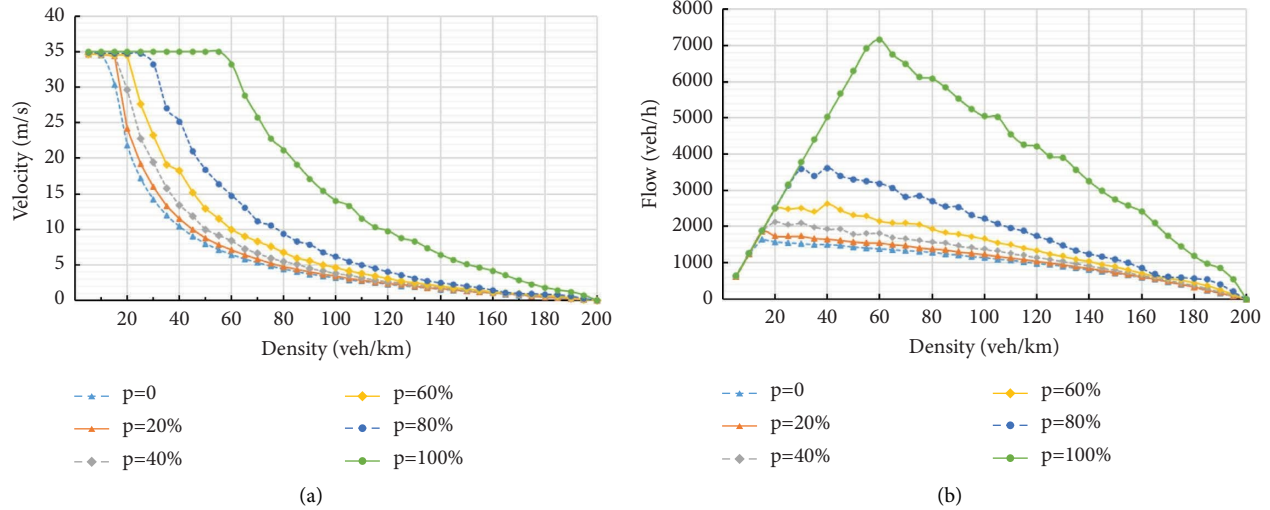 40
35
30
25
20
15
10
5
0
Velocity (m/s)
20 40 60 80 100 120 140 160 180 200
Density (veh/km)
p=0
p=20%
p=40%
p=60%
p=80%
p=100%
(a)
8000
7000
6000
5000
4000
3000
2000
1000
0
Flow (veh/h)
20 40 60 80 100 120 140 160 180 200
Density (veh/km)
p=0
p=20%
p=40%
p=60%
p=80%
p=100%
(b)